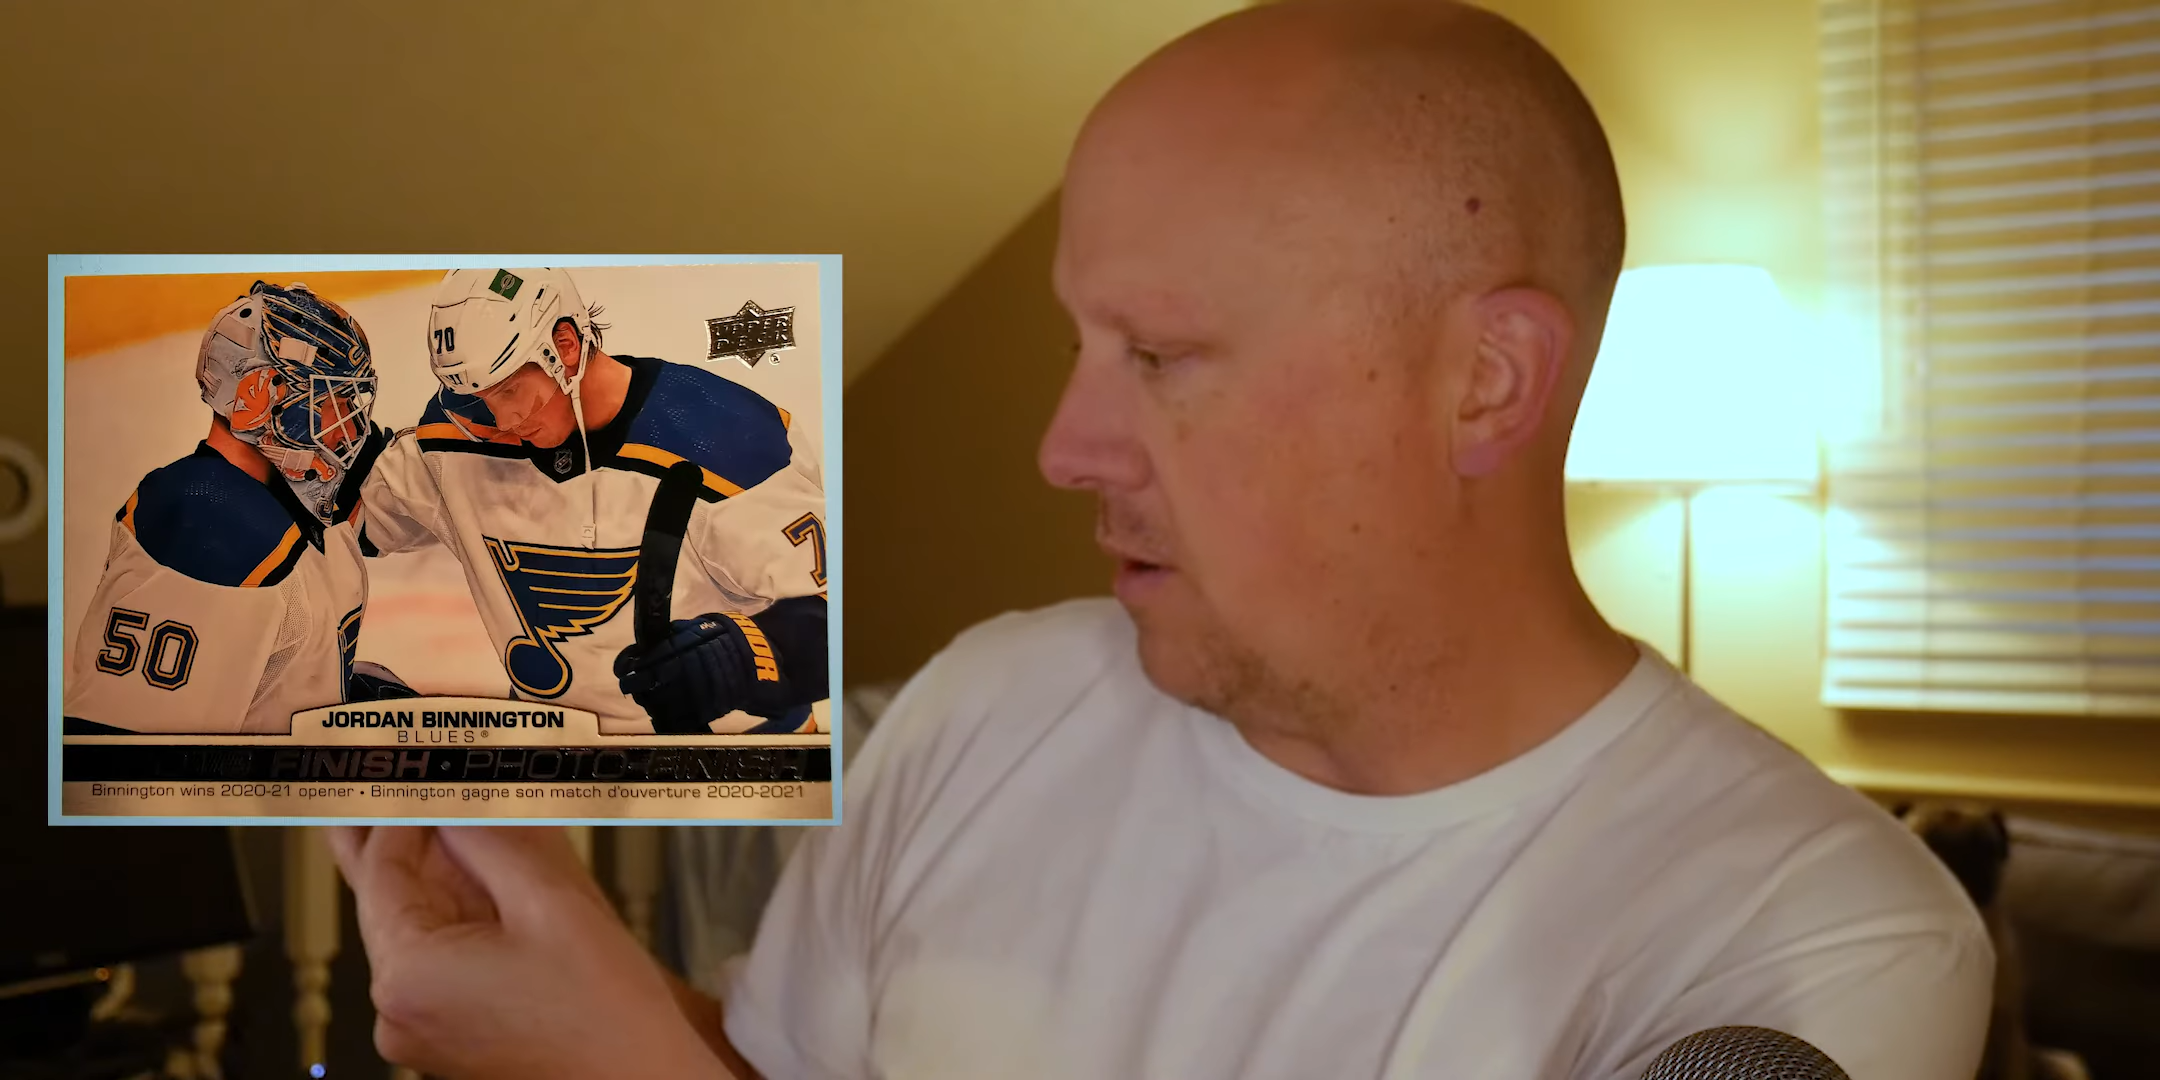 70
UPPER
DECK
7
50
JORDAN BINNINGTON
BLUES®
FINISH • PHOTO-FINISH
Binnington wins 2020-21 opener • Binnington gagne son match d'ouverture 2020-2021